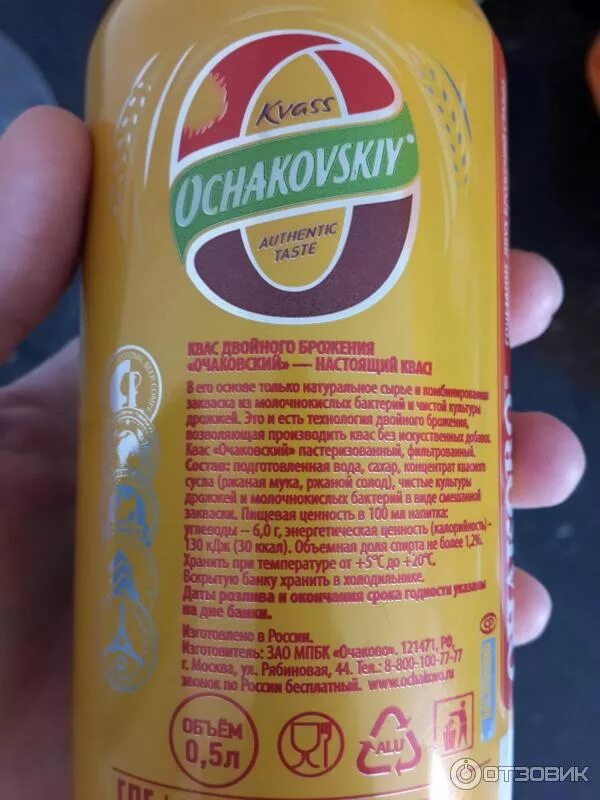 Kvass
OCHAKOVSKIY
AUTHENTIC
TASTE
КВАС ДВОЙНОГО БРОЖЕНИЯ
«ОЧАКОВСКИЙ» — НАСТОЯЩИЙ КВАС!
В его основе только натуральное сырье и комбинированная
закваска из молочнокислых бактерий и чистой культуры
дрожжей. Это и есть технология двойного брожения,
позволяющая производить квас без искусственных добавок.
Квас «Очаковский» пастеризованный, фильтрованный.
Состав: подготовленная вода, сахар, концентрат квасного
сусла (ржаная мука, ржаной солод), чистые культуры
дрожжей и молочнокислых бактерий в виде смешанной
закваски. Пищевая ценность в 100 мл напитка:
углеводы – 6,0 г, энергетическая ценность (калорийность) –
130 кДж (30 ккал). Объемная доля спирта не более 1,2%.
Хранить при температуре от +5°С до +20°С.
Вскрытую банку хранить в холодильнике.
Даты розлива и окончания срока годности указаны
на дне банки.
Изготовлено в России.
Изготовитель: ЗАО МПБК «Очаково». 121471, РФ,
г. Москва, ул. Рябиновая, 44. Тел.: 8-800-100-77-77
звонок по России бесплатный. www.ochakovo.ru
ОБЪЁМ
0,5л
ALU
ОТЗОВИК